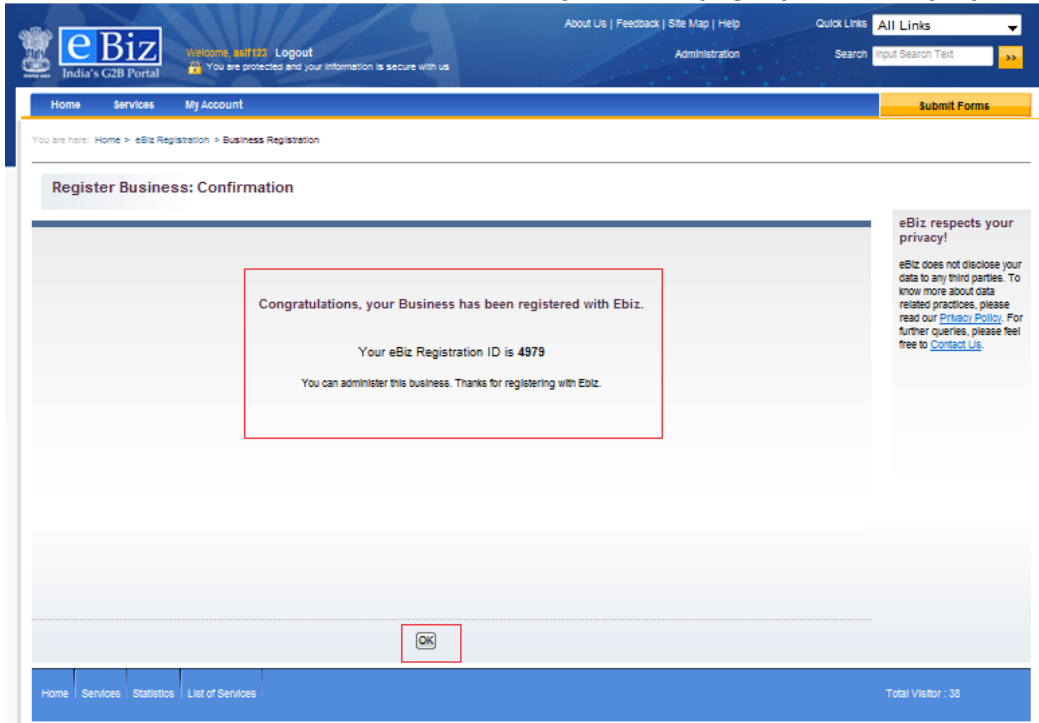 About Us | Feedback | Site Map | Help
Quick Links
All Links
eBiz
India's G2B Portal
Welcome, asif123 Logout
You are protected and your information is secure with us
Administration
Search
Input Search Text
>>
Home Services My Account
Submit Forms
You are here: Home > eBiz Registration > Business Registration
Register Business: Confirmation
Congratulations, your Business has been registered with Ebiz.
Your eBiz Registration ID is 4979
You can administer this business. Thanks for registering with Ebiz.
OK
eBiz respects your
privacy!
eBiz does not disclose your
data to any third parties. To
know more about data
related practices, please
read our Privacy Policy. For
further queries, please feel
free to Contact Us.
Home Services Statistics List of Services
Total Visitor : 38